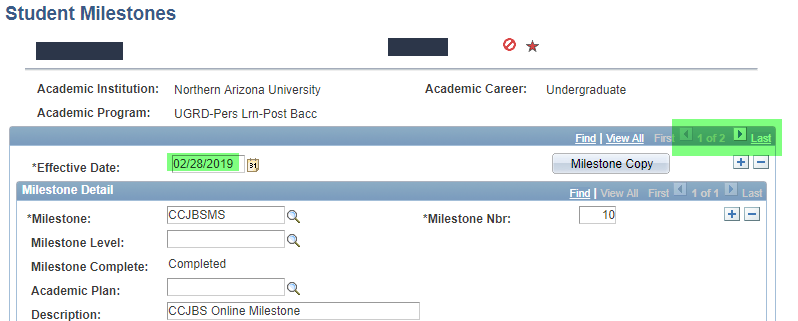 Student Milestones
Academic Institution: Northern Arizona University Academic Career: Undergraduate
Academic Program: UGRD-Pers Lrn-Post Bacc
Find | View All First 1 of 2 Last
*Effective Date: 02/28/2019 31 Milestone Copy
Milestone Detail Find | View All First 1 of 1 Last
*Milestone: CCJBSMS *Milestone Nbr: 10
Milestone Level:
Milestone Complete: Completed
Academic Plan:
Description: CCJBS Online Milestone